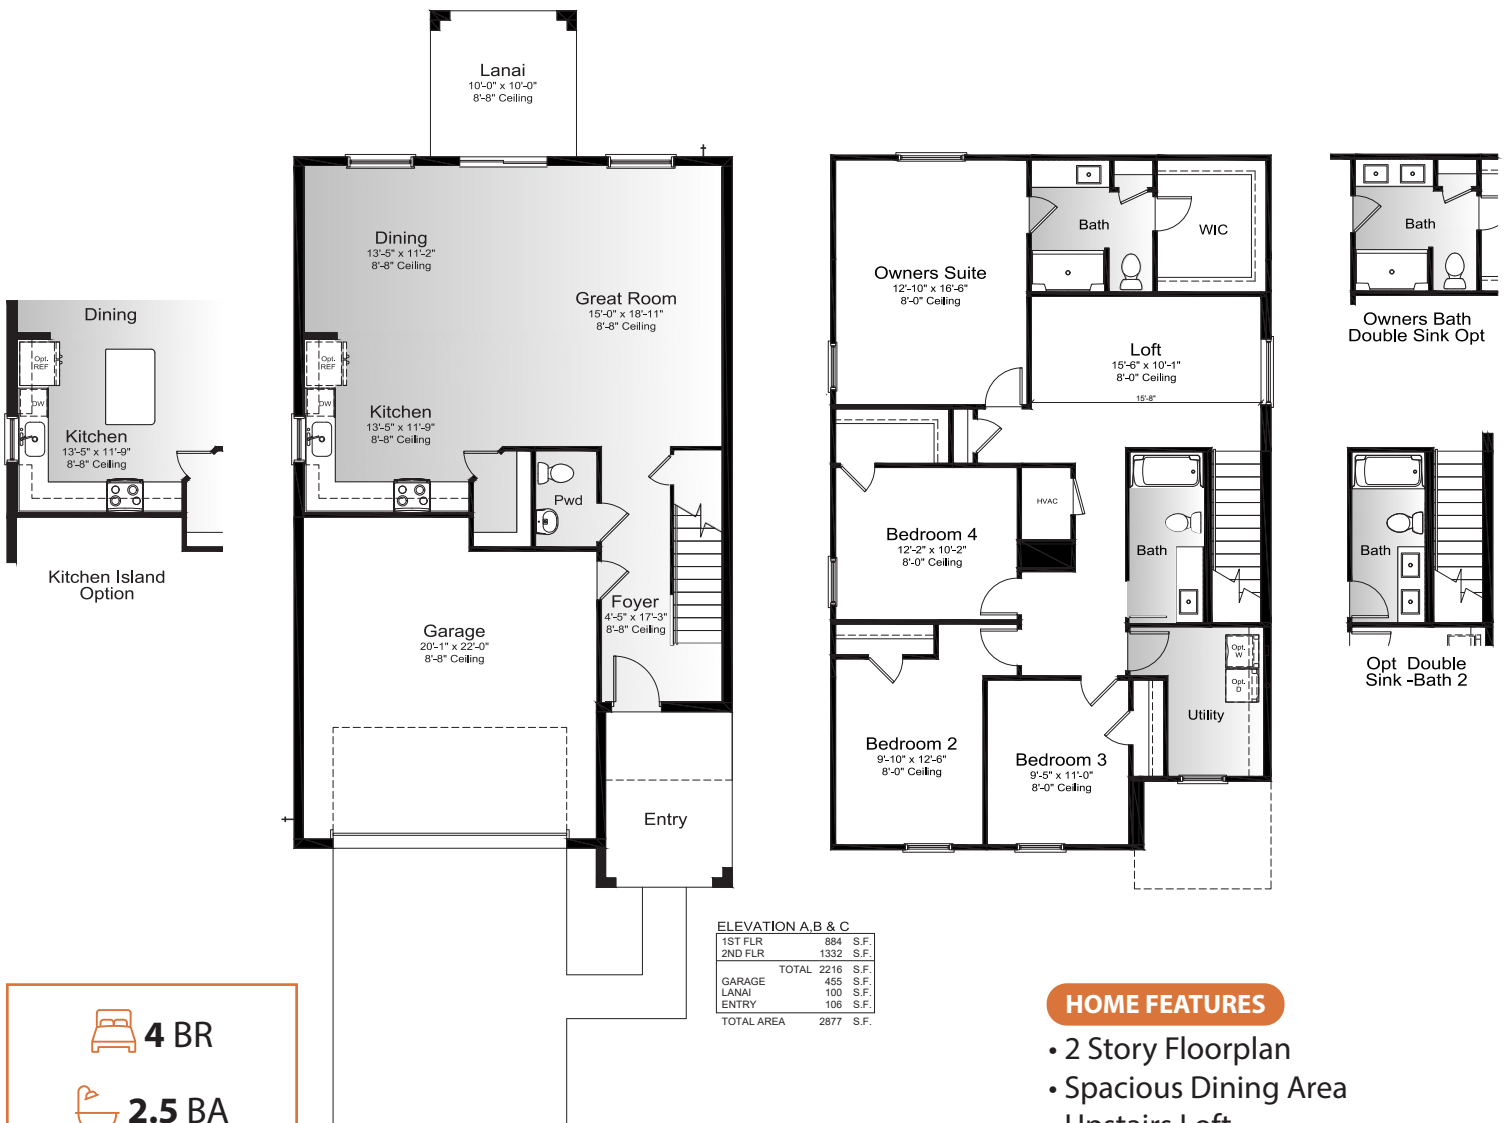 Lanai
10'-0" x 10'-0"
8'-8" Ceiling
Dining
13'-5" x 11'-2"
8'-8" Ceiling
Great Room
15'-0" x 18'-11"
8'-8" Ceiling
Opt.
REF
DW
Kitchen
13'-5" x 11'-9"
8'-8" Ceiling
Pwd
Foyer
4'-5" x 17'-3"
8'-8" Ceiling
Garage
20'-1" x 22'-0"
8'-8" Ceiling
Entry
Dining
Opt.
REF
DW
Kitchen
13'-5" x 11'-9"
8'-8" Ceiling
Kitchen Island
Option
Owners Suite
12'-10" x 16'-6"
8'-0" Ceiling
Bath
WIC
Loft
15'-6" x 10'-1"
8'-0" Ceiling
15'-8"
HVAC
Bedroom 4
12'-2" x 10'-2"
8'-0" Ceiling
Bath
Opt.
W
Opt.
D
Utility
Bedroom 2
9'-10" x 12'-6"
8'-0" Ceiling
Bedroom 3
9'-5" x 11'-0"
8'-0" Ceiling
Bath
Owners Bath
Double Sink Opt
Bath
Opt Double
Sink -Bath 2
ELEVATION A,B & C
1ST FLR 884 S.F.
2ND FLR 1332 S.F.
TOTAL 2216 S.F.
GARAGE 455 S.F.
LANAI 100 S.F.
ENTRY 106 S.F.
TOTAL AREA 2877 S.F.
4 BR
2.5 BA
HOME FEATURES
• 2 Story Floorplan
• Spacious Dining Area
Upstairs Loft